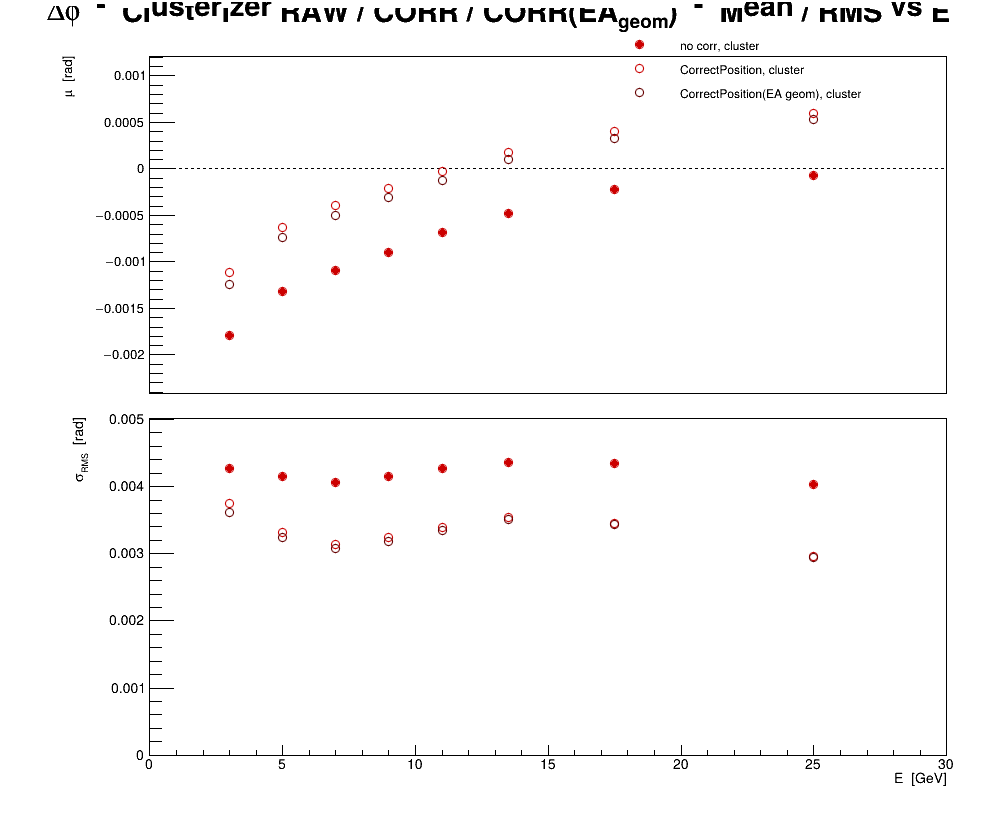 Δφ - Clusterizer RAW / CORR / CORR(EA_geom) - Mean / RMS vs E
no corr, cluster
CorrectPosition, cluster
CorrectPosition(EA geom), cluster
μ [rad]
0.001
0.0005
0
−0.0005
−0.001
−0.0015
−0.002
σRMS [rad]
0.005
0.004
0.003
0.002
0.001
0
0 5 10 15 20 25 30
E [GeV]